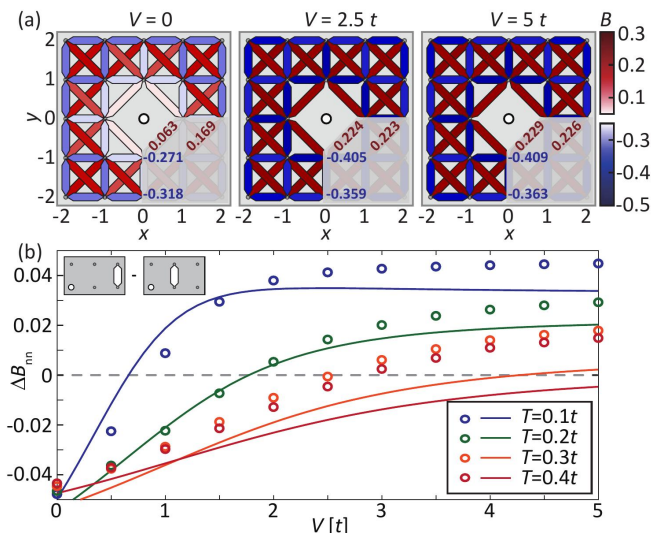 (a) V = 0 V = 2.5 t V = 5 t B
2 1 0 -1 -2
y
0.063 0.169
-0.271
-0.318
0.224 0.223
-0.405
-0.359
0.229 0.226
-0.409
-0.363
0.3
0.1
-0.3
-0.4
-0.5
-2 -1 0 1 2 -2 -1 0 1 2 -2 -1 0 1 2
x x x
(b)
-
0.04
0.02
0
-0.02
-0.04
ΔBnn
T=0.1t
T=0.2t
T=0.3t
T=0.4t
0 1 2 3 4 5
V [t]